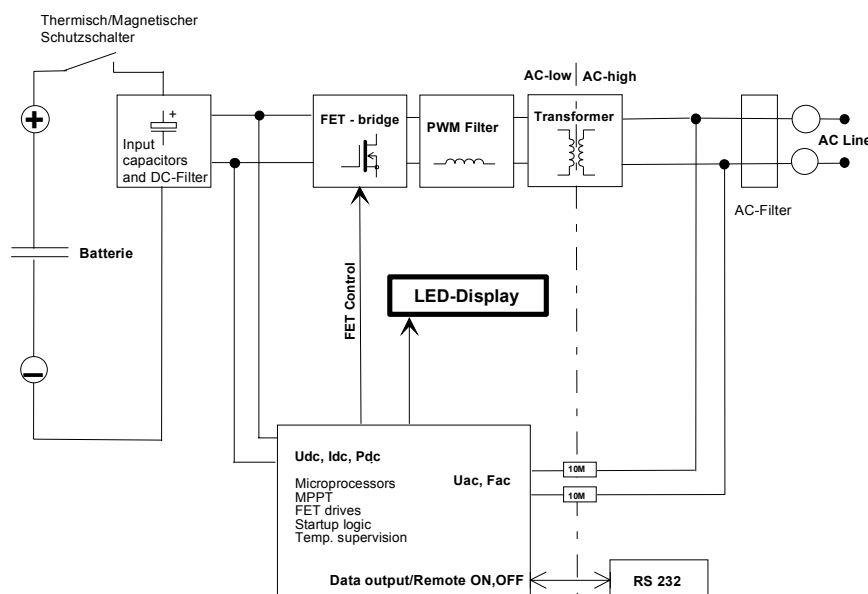 Thermisch/Magnetischer
Schutzschalter
AC-low
AC-high
+
Input
capacitors
and DC-Filter
FET - bridge
PWM Filter
Transformer
AC Line
AC-Filter
Batterie
FET Control
LED-Display
Udc, Idc, Pdc
Microprocessors
MPPT
FET drives
Startup logic
Temp. supervision
Uac, Fac
10M
10M
Data output/Remote ON,OFF
RS 232